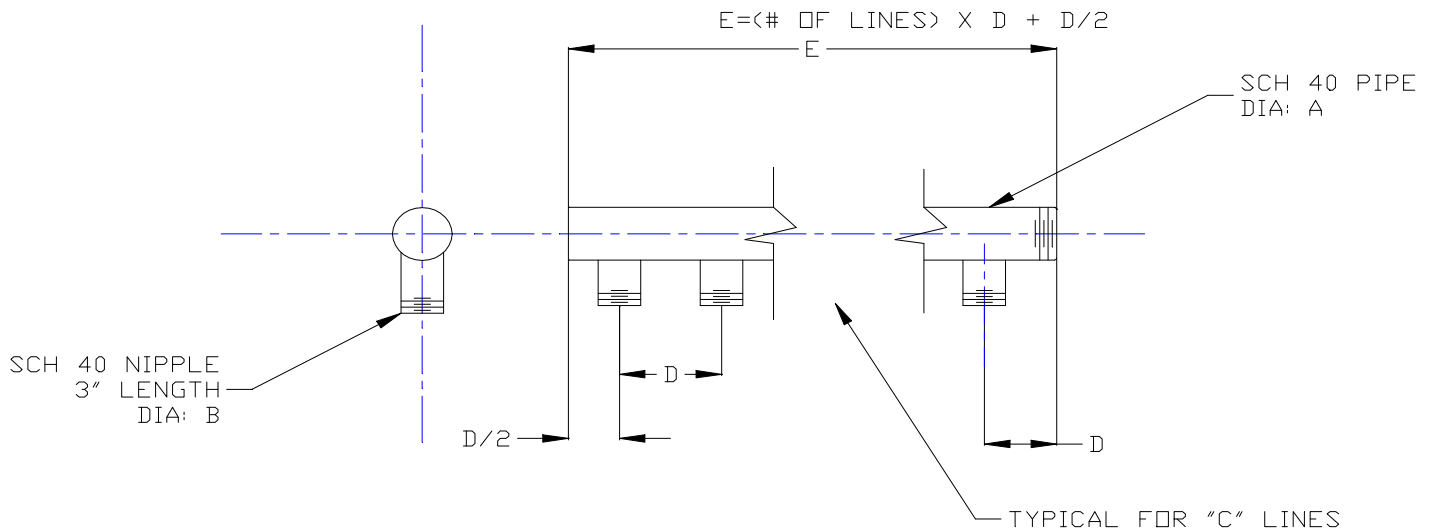 E=(# OF LINES) X D + D/2
E
SCH 40 PIPE
DIA: A
SCH 40 NIPPLE
3" LENGTH
DIA: B
D
D/2
D
TYPICAL FOR "C" LINES